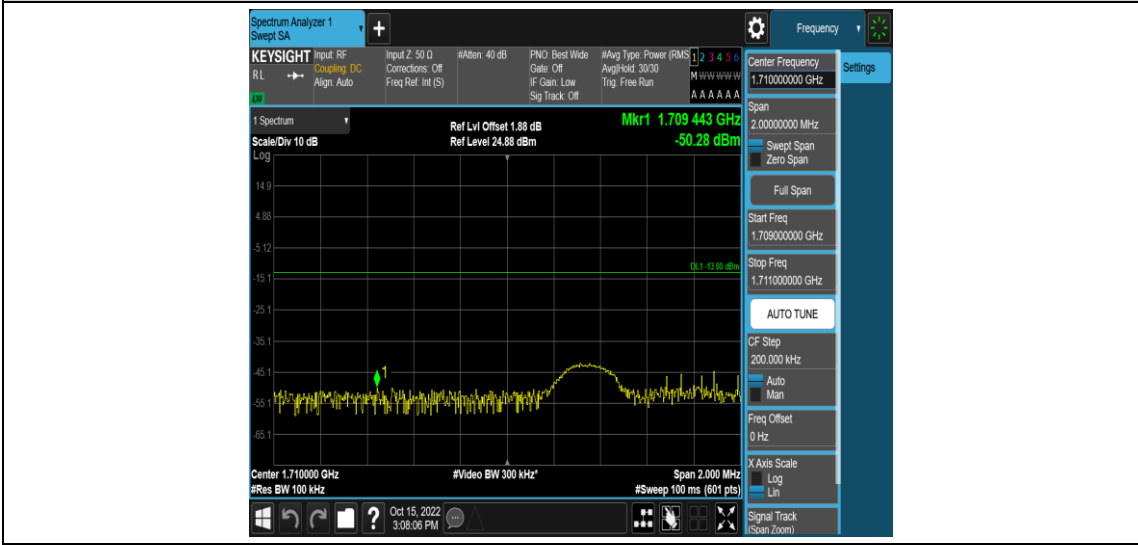 Spectrum Analyzer 1
Swept SA
+
Frequency
KEYSIGHT
RL
LXI
Input: RF
Coupling: DC
Align: Auto
Input Z: 50 Ω
Corrections: Off
Freq Ref: Int (S)
#Atten: 40 dB
PNO: Best Wide
Gate: Off
IF Gain: Low
Sig Track: Off
#Avg Type: Power (RMS
Avg|Hold: 30/30
Trig: Free Run
1 2 3 4 5 6
M W W W W W
A A A A A A
1 Spectrum
Scale/Div 10 dB
Log
Ref Lvl Offset 1.88 dB
Ref Level 24.88 dBm
Mkr1 1.709 443 GHz
-50.28 dBm
14.9
4.88
-5.12
DL1 -13.00 dBm
-15.1
-25.1
-35.1
-45.1
1
-55.1
-65.1
Center 1.710000 GHz
#Res BW 100 kHz
#Video BW 300 kHz*
Span 2.000 MHz
#Sweep 100 ms (601 pts)
?
Oct 15, 2022
3:08:06 PM
Center Frequency
1.710000000 GHz
Settings
Span
2.00000000 MHz
Swept Span
Zero Span
Full Span
Start Freq
1.709000000 GHz
Stop Freq
1.711000000 GHz
AUTO TUNE
CF Step
200.000 kHz
Auto
Man
Freq Offset
0 Hz
X Axis Scale
Log
Lin
Signal Track
(Span Zoom)